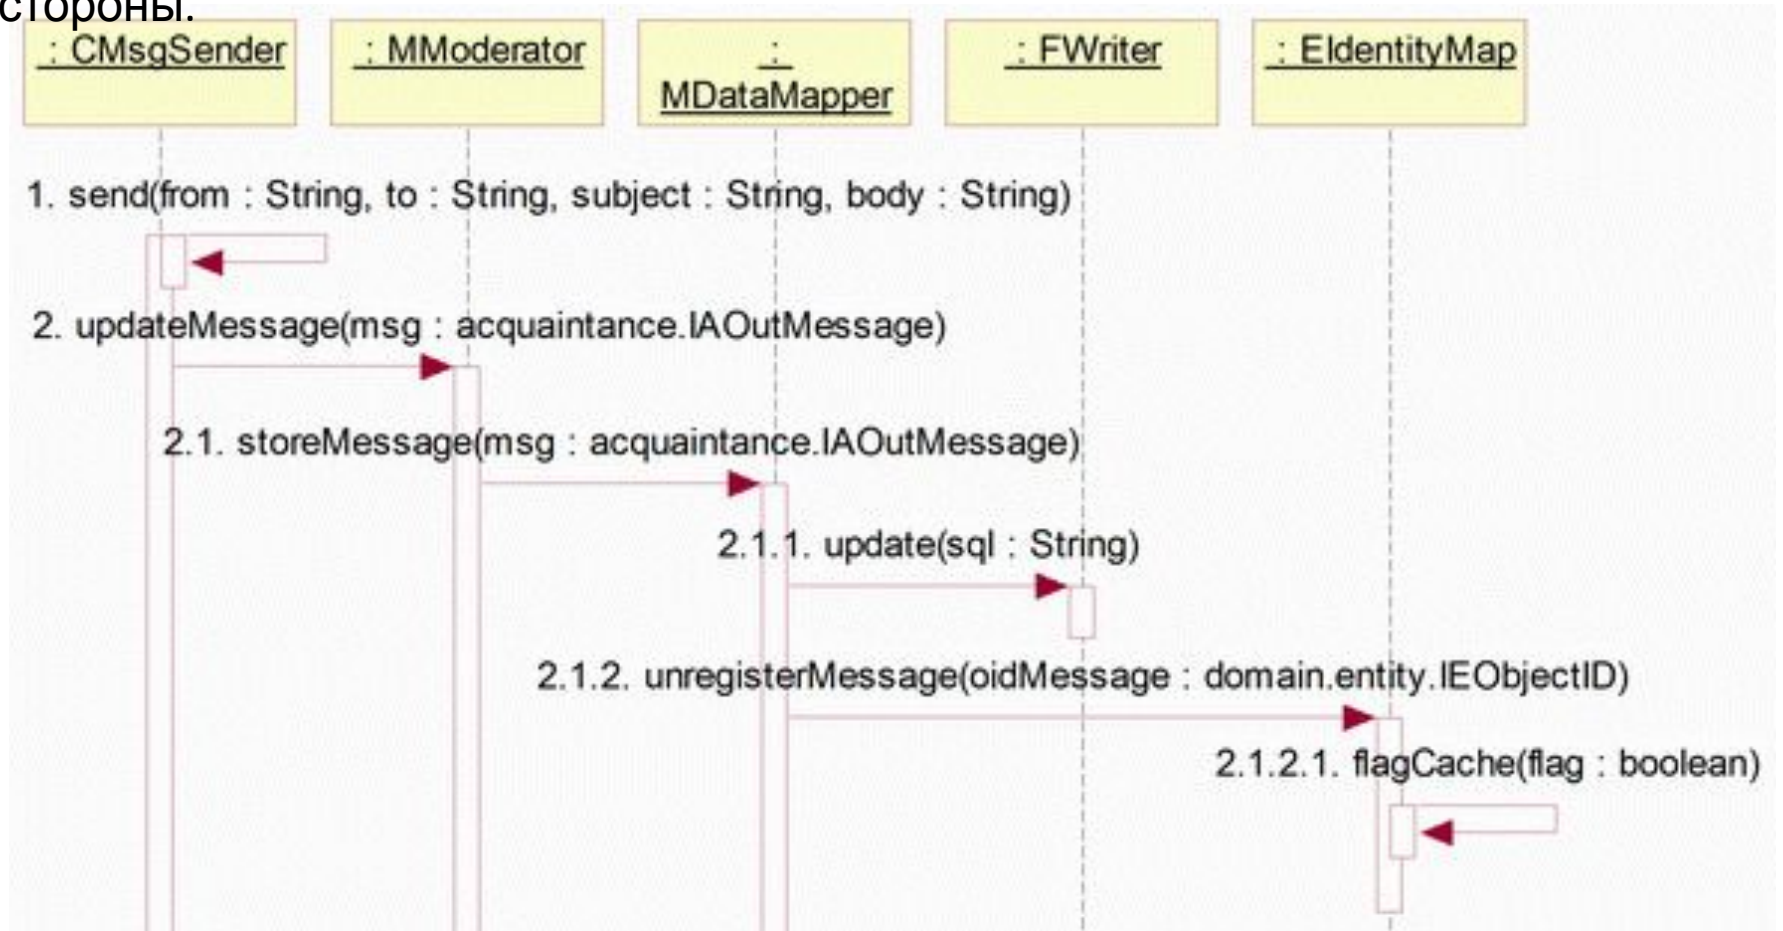 стороны.
: CMsgSender
: MModerator
:
MDataMapper
: FWriter
: EIdentityMap
1. send(from : String, to : String, subject : String, body : String)
2. updateMessage(msg : acquaintance.IAOutMessage)
2.1. storeMessage(msg : acquaintance.IAOutMessage)
2.1.1. update(sql : String)
2.1.2. unregisterMessage(oidMessage : domain.entity.IEObjectID)
2.1.2.1. flagCache(flag : boolean)